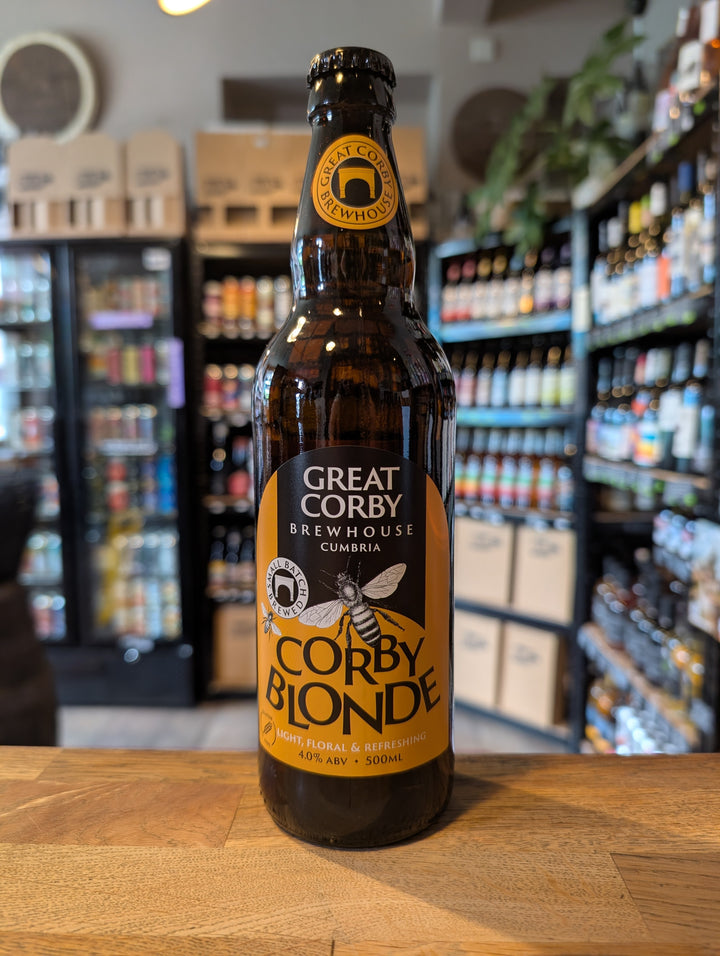 GREAT CORBY
BREWHOUSE
GREAT
CORBY
BREWHOUSE
CUMBRIA
SMALL BATCH
BREWED
CORBY
BLONDE
LIGHT, FLORAL & REFRESHING
4.0% ABV • 500ML